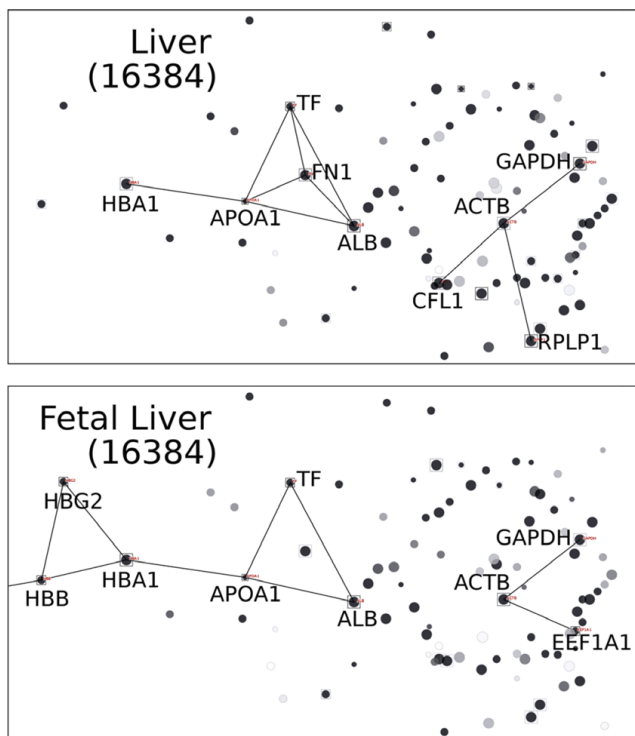 Liver
(16384)
TF
FN1
GAPDH
HBA1
APOA1
ACTB
ALB
CFL1
RPLP1
Fetal Liver
(16384)
TF
HBG2
GAPDH
HBA1
APOA1
ACTB
HBB
ALB
EEF1A1